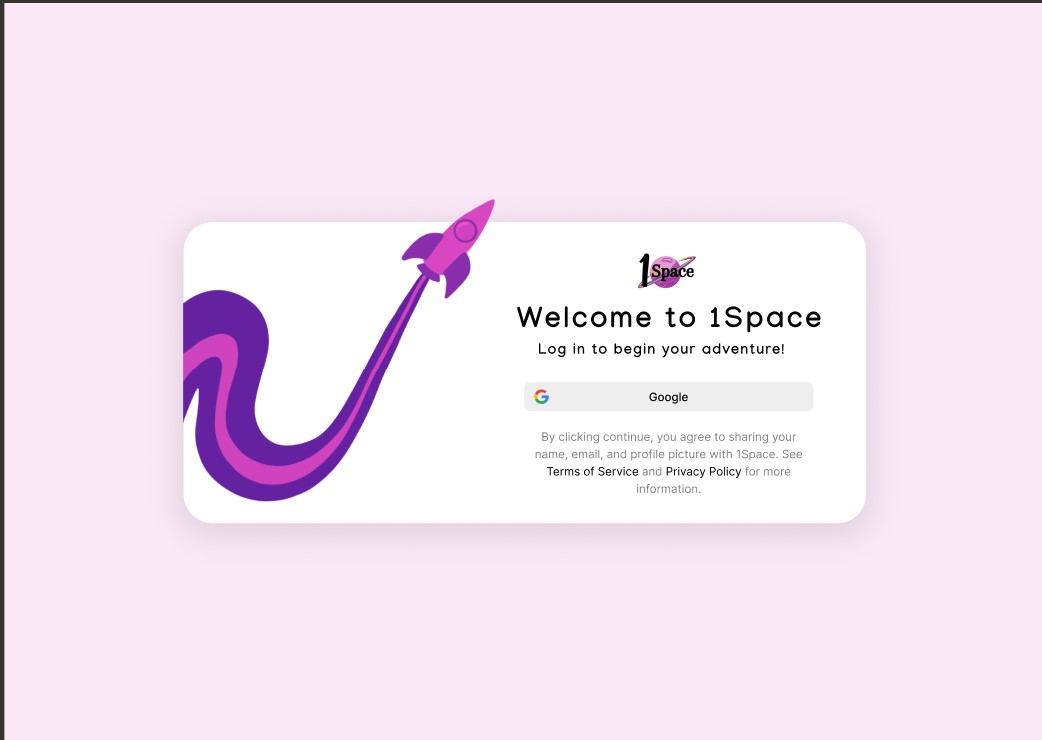 1Space
Welcome to 1Space
Log in to begin your adventure!
Google
By clicking continue, you agree to sharing your
name, email, and profile picture with 1Space. See
Terms of Service and Privacy Policy for more
information.